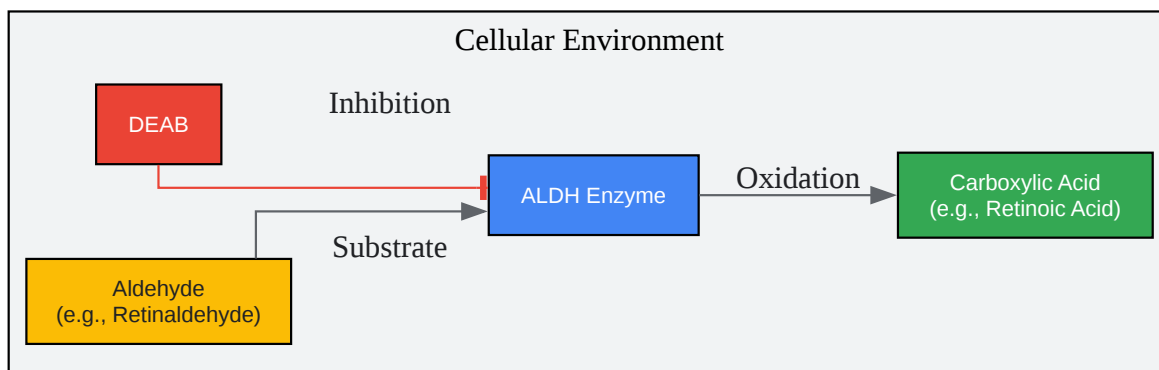 Cellular Environment
DEAB
Inhibition
ALDH Enzyme
Oxidation
Carboxylic Acid
(e.g., Retinoic Acid)
Substrate
Aldehyde
(e.g., Retinaldehyde)